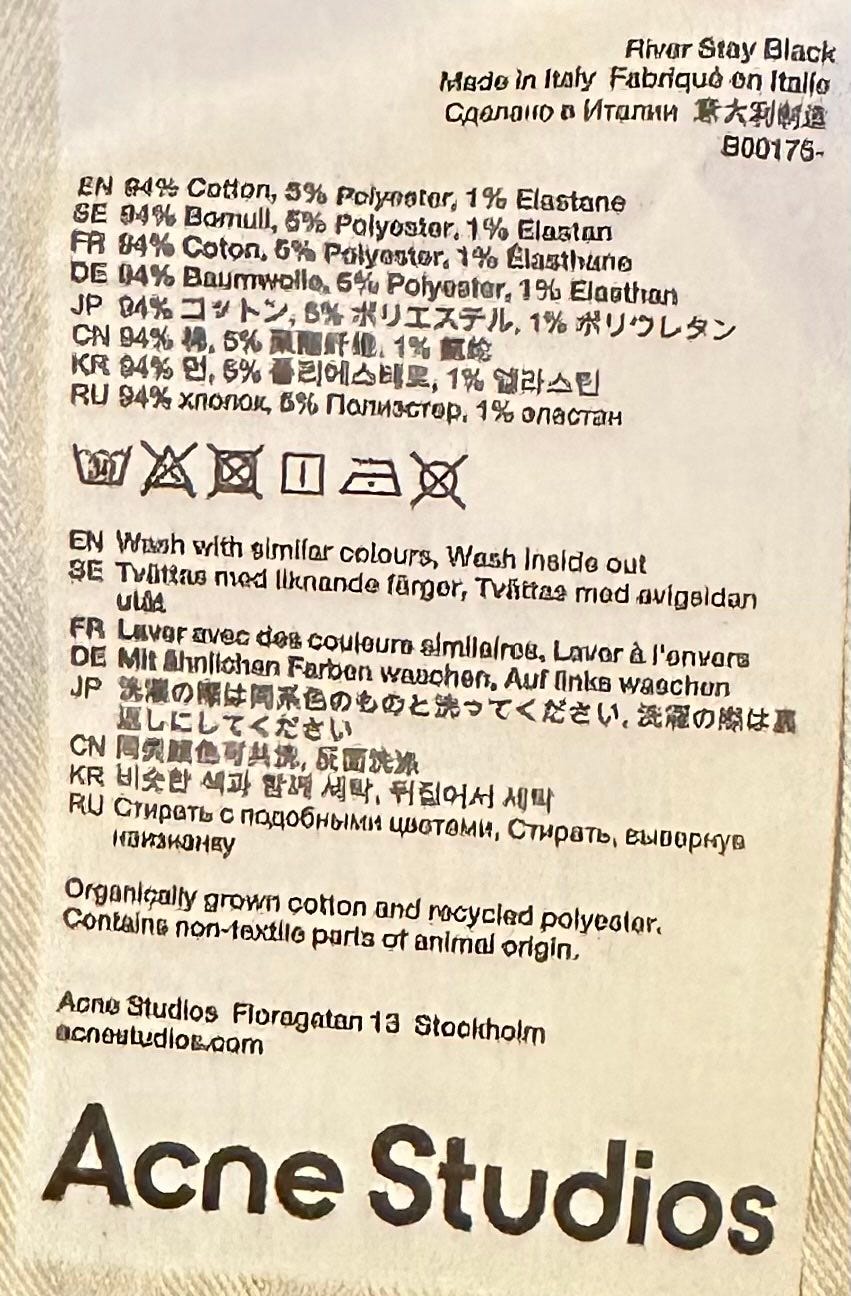 River Stay Black
Made in Italy Fabriqué en Italie
Сделано в Италии 意大利制造
B00176-
EN 94% Cotton, 5% Polyester, 1% Elastane
SE 94% Bomull, 5% Polyester, 1% Elastan
FR 94% Coton, 5% Polyester, 1% Élasthane
DE 94% Baumwolle, 5% Polyester, 1% Elasthan
JP 94% コットン, 5% ポリエステル, 1% ポリウレタン
CN 94% 棉, 5% 聚酯纤维, 1% 氨纶
KR 94% 면, 5% 폴리에스테르, 1% 엘라스틴
RU 94% хлопок, 5% Полиэстер, 1% эластан
EN Wash with similar colours, Wash inside out
SE Tvättas med liknande färger, Tvättas med avigsidan
utåt
FR Laver avec des couleurs similaires, Laver à l'envers
DE Mit ähnlichen Farben waschen, Auf links waschen
JP 洗濯の際は同系色のものと洗ってください, 洗濯の際は裏
返しにしてください
CN 同类颜色可共洗, 反面洗涤
KR 비슷한 색과 함께 세탁, 뒤집어서 세탁
RU Стирать с подобными цветами, Стирать, вывернув
наизнанку
Organically grown cotton and recycled polyester.
Contains non-textile parts of animal origin.
Acne Studios Floragatan 13 Stockholm
acnestudios.com
Acne Studios